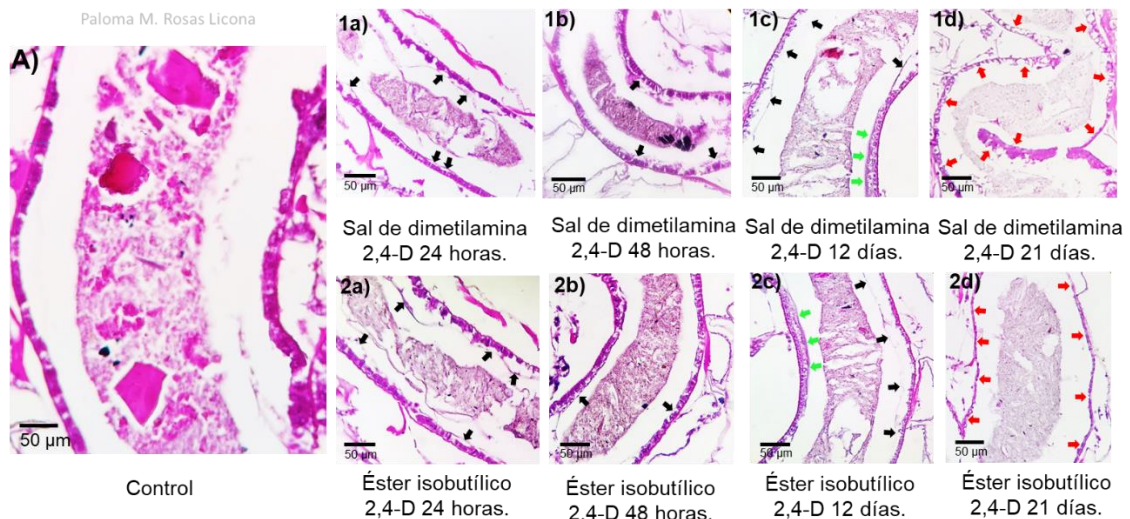 Paloma M. Rosas Licona
A)
50 µm
Control
1a)
50 µm
Sal de dimetilamina
2,4-D 24 horas.
1b)
50 µm
Sal de dimetilamina
2,4-D 48 horas.
1c)
50 µm
Sal de dimetilamina
2,4-D 12 días.
1d)
50 µm
Sal de dimetilamina
2,4-D 21 días.
2a)
50 µm
Éster isobutílico
2,4-D 24 horas.
2b)
50 µm
Éster isobutílico
2,4-D 48 horas.
2c)
50 µm
Éster isobutílico
2,4-D 12 días.
2d)
50 µm
Éster isobutílico
2,4-D 21 días.